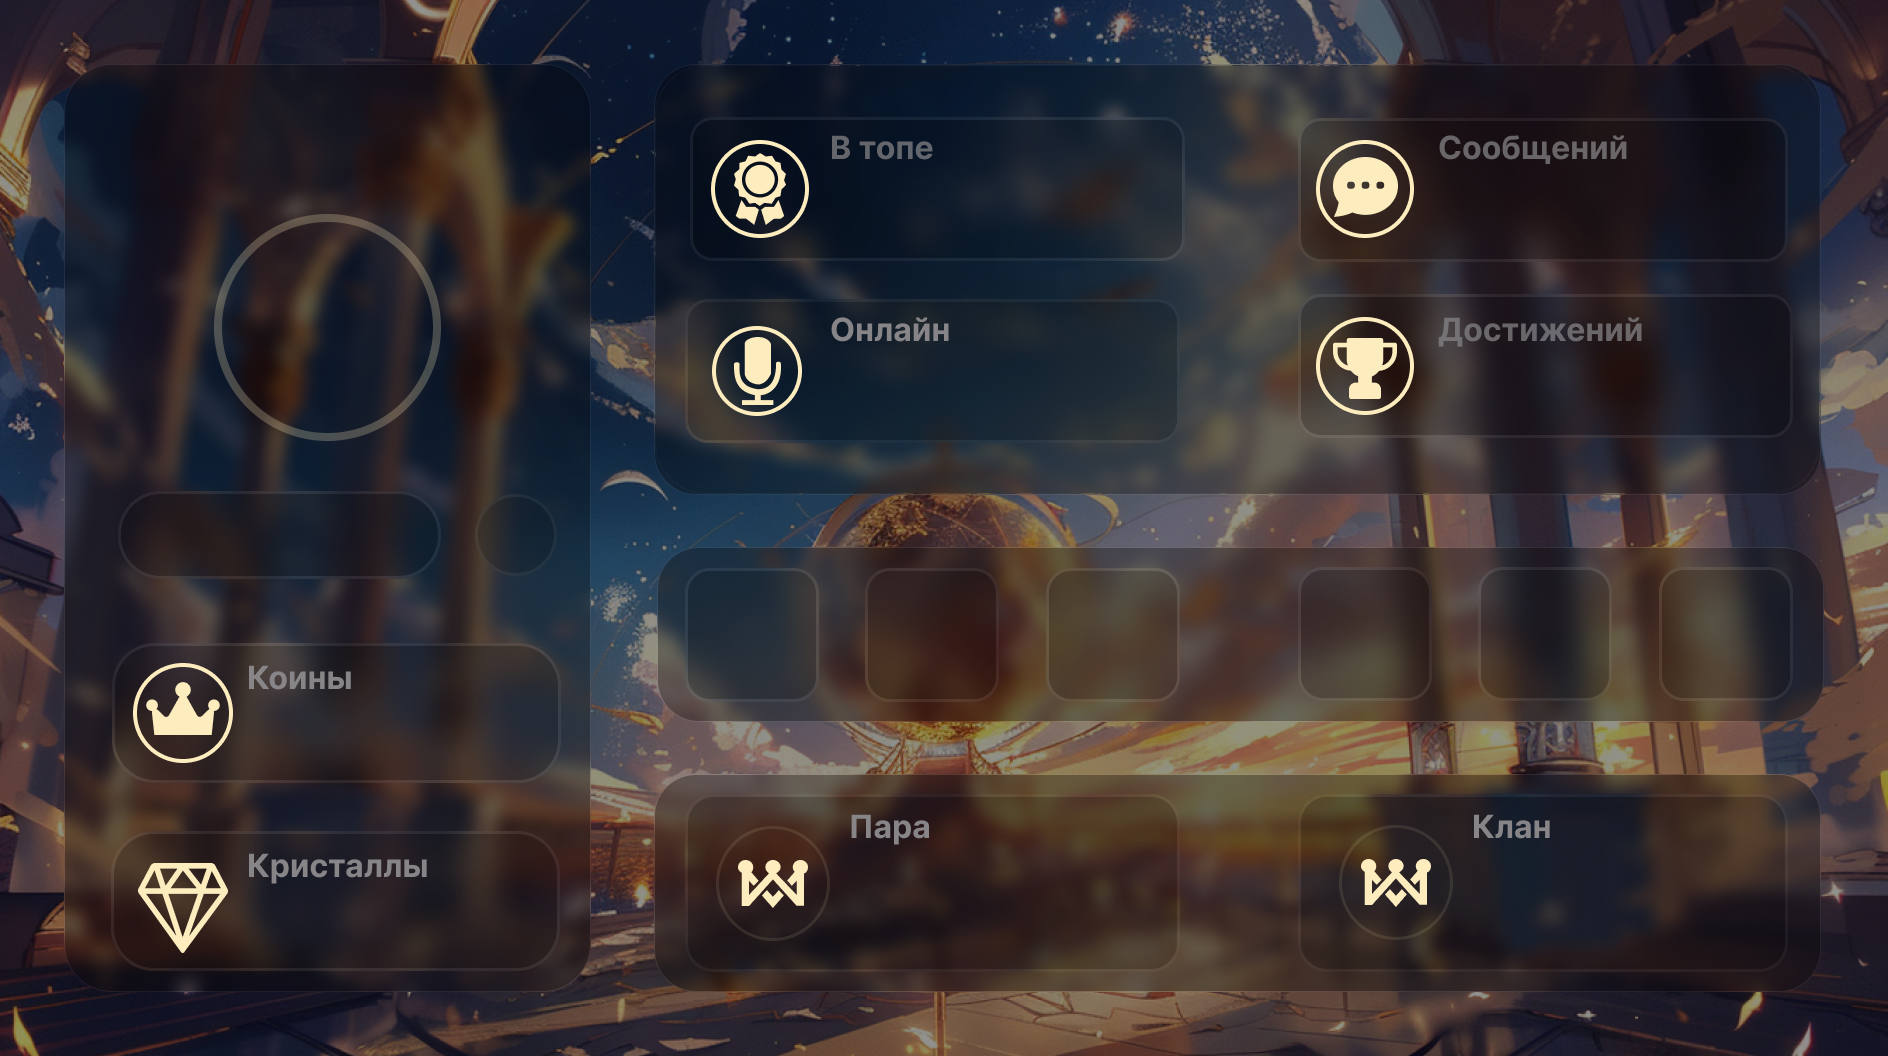 В топе
Сообщений
Онлайн
Достижений
Коины
Кристаллы
Пара
Клан